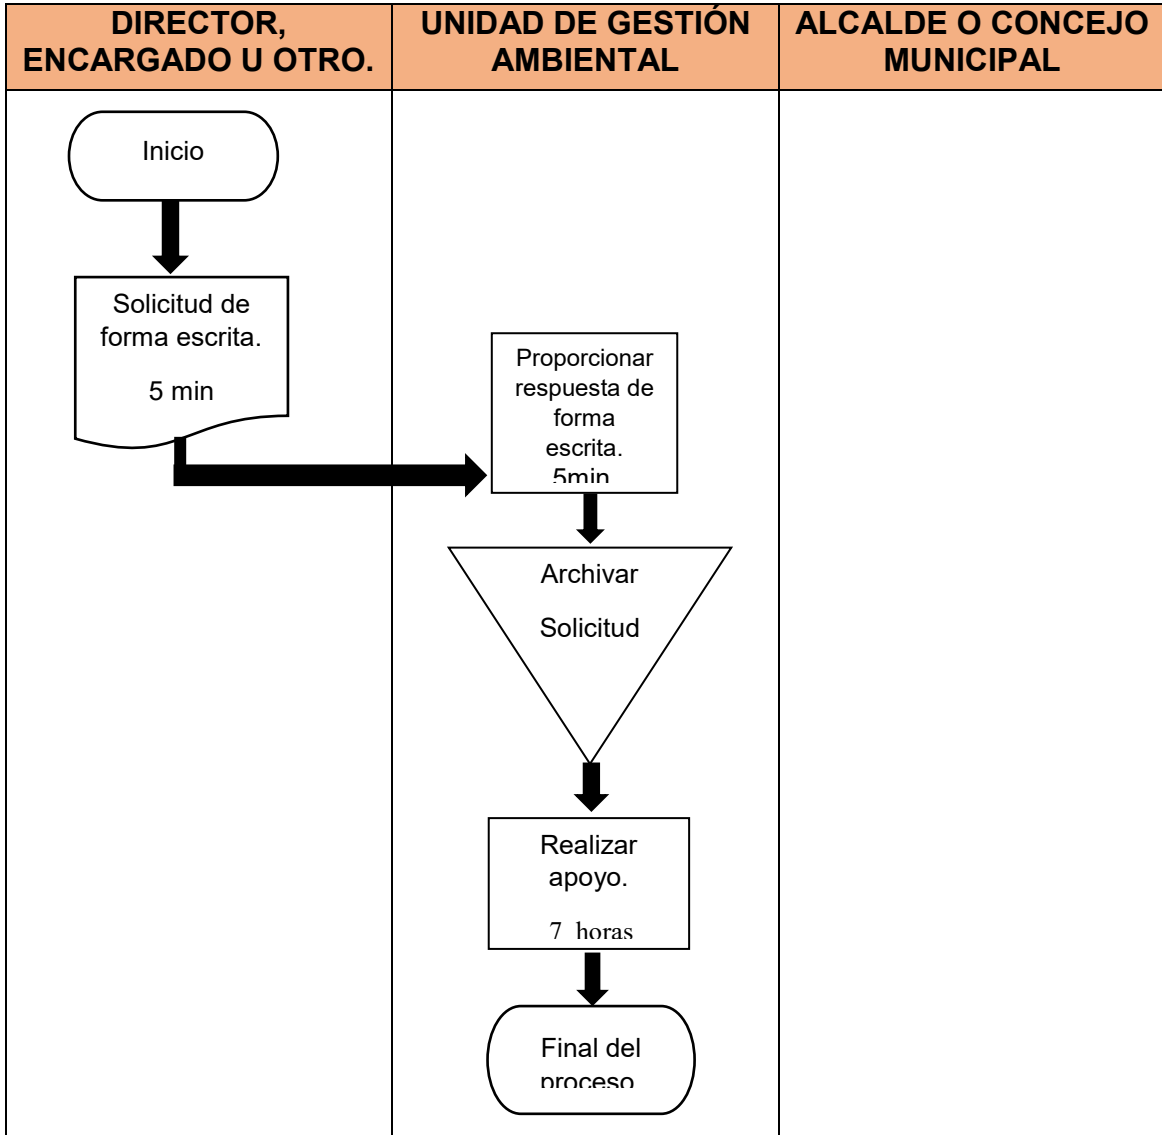 DIRECTOR,
ENCARGADO U OTRO.
UNIDAD DE GESTIÓN
AMBIENTAL
ALCALDE O CONCEJO
MUNICIPAL
Inicio
Solicitud de
forma escrita.
5 min
Proporcionar
respuesta de
forma
escrita.
5min
Archivar
Solicitud
Realizar
apoyo.
7 horas
Final del
proceso